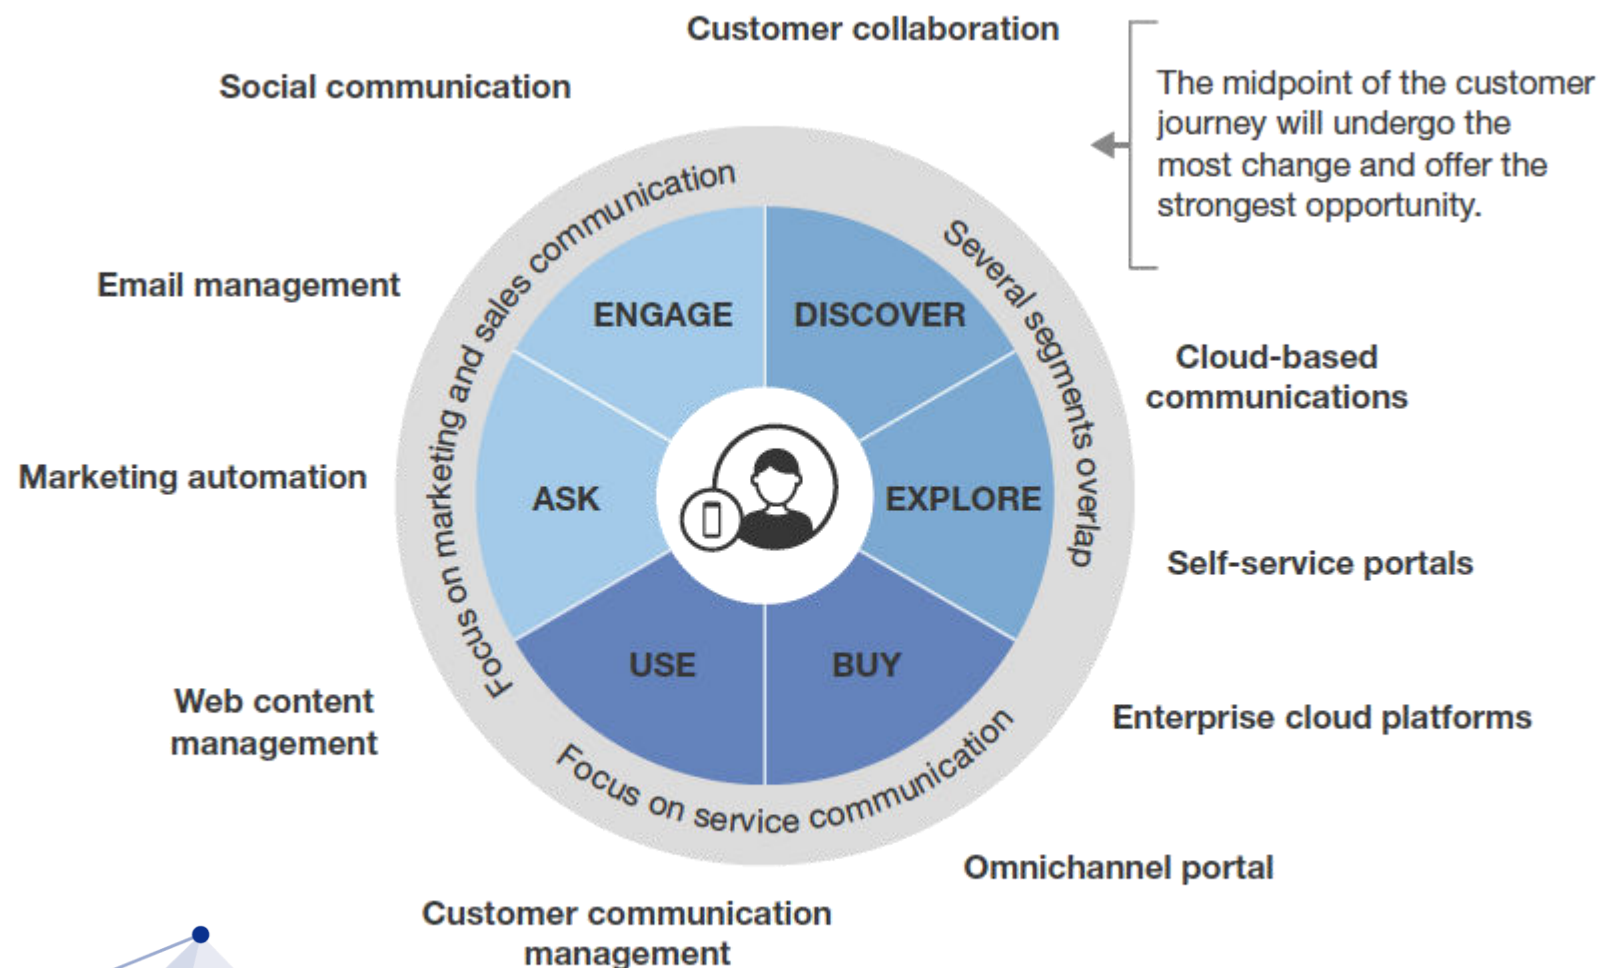 Customer collaboration
Social communication
The midpoint of the customer
journey will undergo the
most change and offer the
strongest opportunity.
Focus on marketing and sales communication
Several segments overlap
Email management
ENGAGE
DISCOVER
Cloud-based
communications
Marketing automation
ASK
EXPLORE
Self-service portals
USE
BUY
Web content
management
Enterprise cloud platforms
Focus on service communication
Omnichannel portal
Customer communication
management